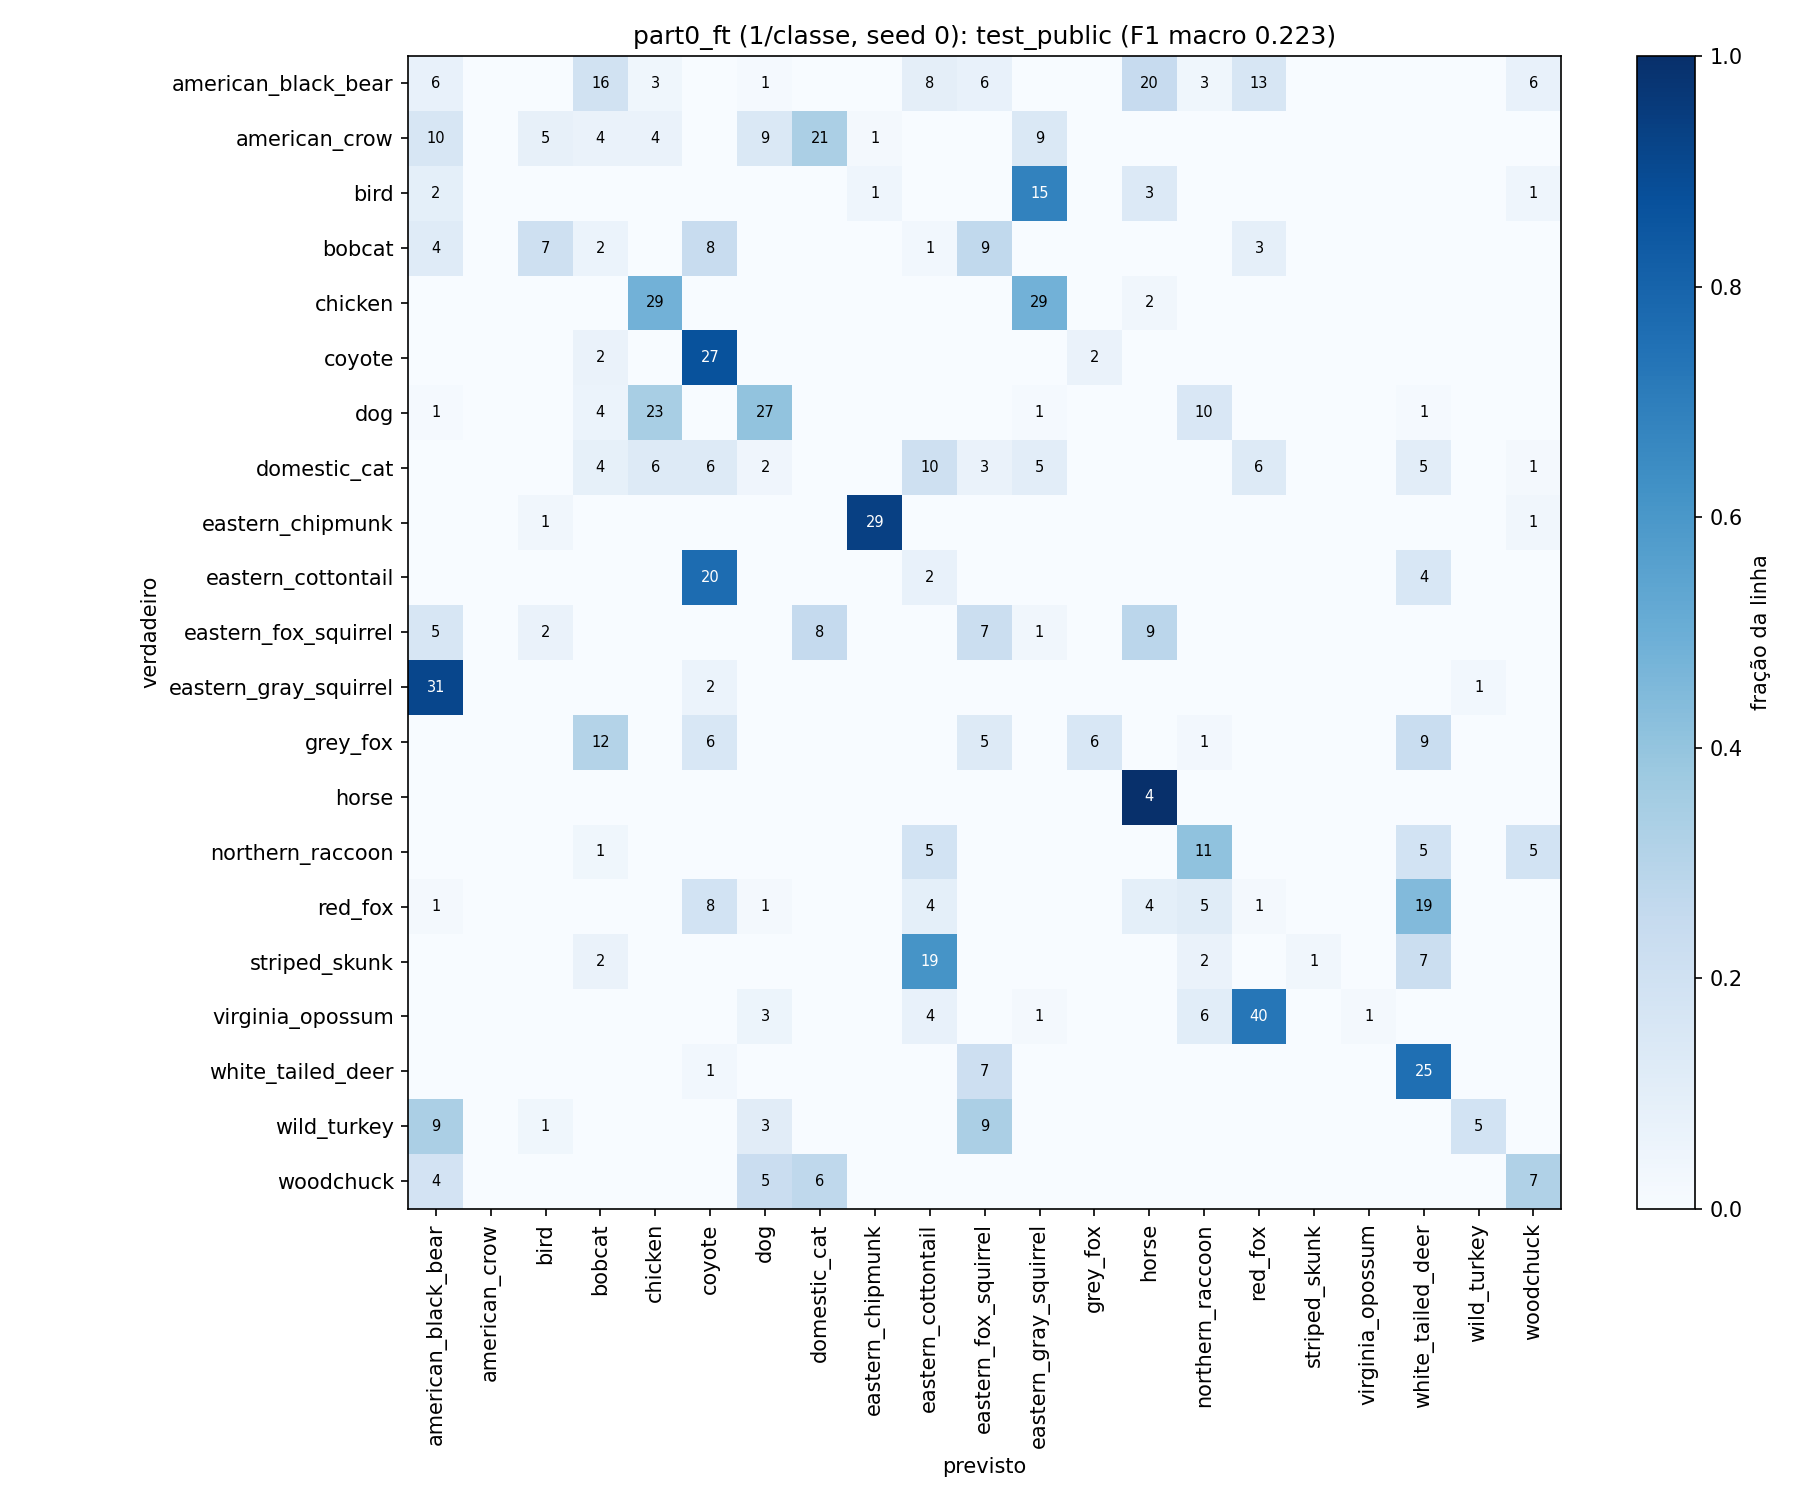 part0_ft (1/classe, seed 0): test_public (F1 macro 0.223)
american_black_bear 6 16 3 1 8 6 20 3 13 6
american_crow 10 5 4 4 9 21 1 9
bird 2 1 15 3 1
bobcat 4 7 2 8 1 9 3
chicken 29 29 2
coyote 2 27 2
dog 1 4 23 27 1 10 1
domestic_cat 4 6 6 2 10 3 5 6 5 1
eastern_chipmunk 1 29 1
eastern_cottontail 20 2 4
eastern_fox_squirrel 5 2 8 7 1 9
eastern_gray_squirrel 31 2 1
grey_fox 12 6 5 6 1 9
horse 4
northern_raccoon 1 5 11 5 5
red_fox 1 8 1 4 4 5 1 19
striped_skunk 2 19 2 1 7
virginia_opossum 3 4 1 6 40 1
white_tailed_deer 1 7 25
wild_turkey 9 1 3 9 5
woodchuck 4 5 6 7
verdadeiro
american_black_bear
american_crow
bird
bobcat
chicken
coyote
dog
domestic_cat
eastern_chipmunk
eastern_cottontail
eastern_fox_squirrel
eastern_gray_squirrel
grey_fox
horse
northern_raccoon
red_fox
striped_skunk
virginia_opossum
white_tailed_deer
wild_turkey
woodchuck
previsto
1.0
0.8
0.6
0.4
0.2
0.0
fração da linha